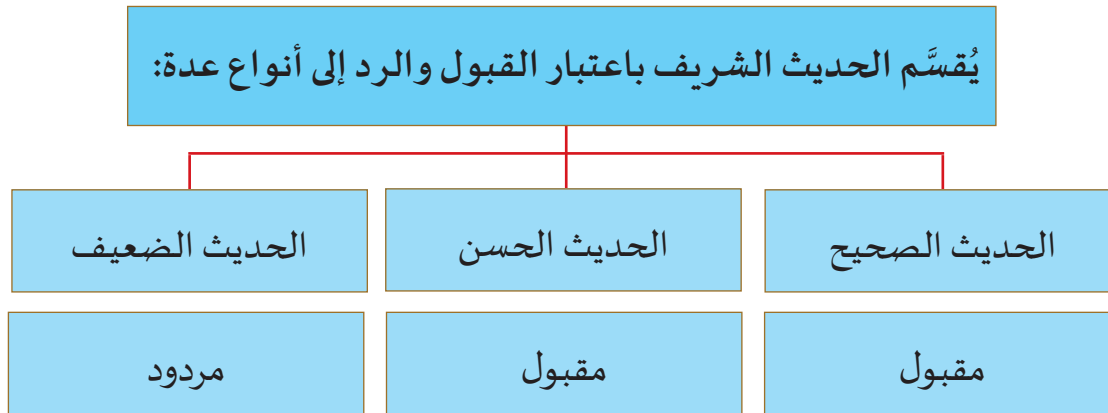 يُقسَّم الحديث الشريف باعتبار القبول والرد إلى أنواع عدة:
الحديث الصحيح
الحديث الحسن
الحديث الضعيف
مقبول
مقبول
مردود